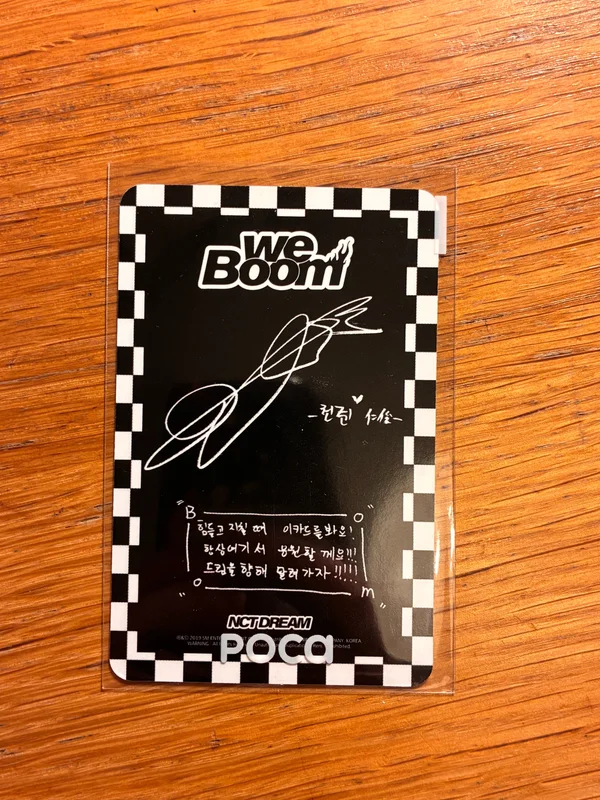 we
Boom
-런쥔♥ 仁俊-
"B O"
힘들고 지칠 때 이카드를 봐요!
항상여기서 응원할께요!!!
드림을 향해 달려가자!!!!!
"O m"
NCT DREAM
poca